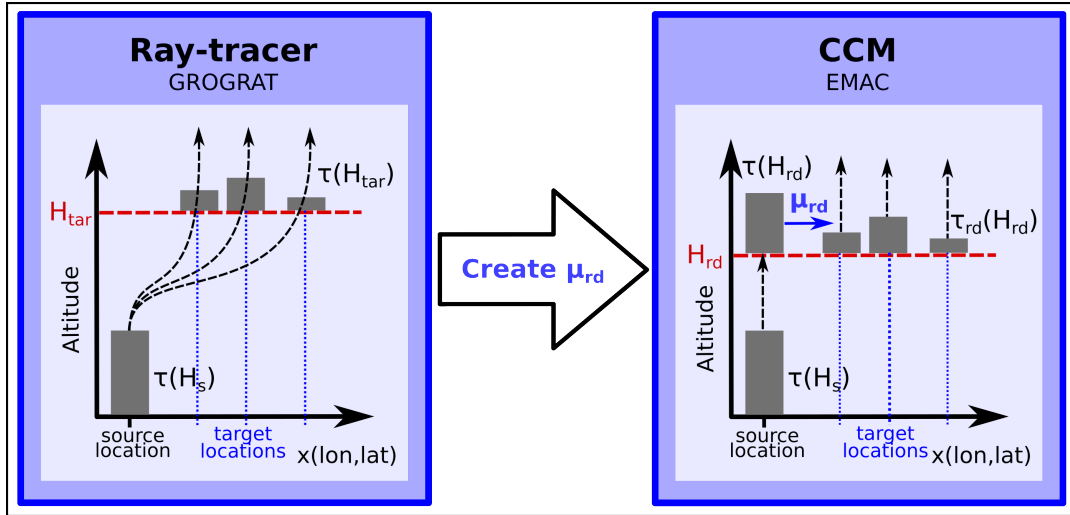 Ray-tracer
GROGRAT
τ(H_tar)
H_tar
Altitude
τ(H_s)
source
location
target
locations
x(lon,lat)
Create μ_rd
CCM
EMAC
τ(H_rd)
μ_rd
τ_rd(H_rd)
H_rd
Altitude
τ(H_s)
source
location
target
locations
x(lon,lat)